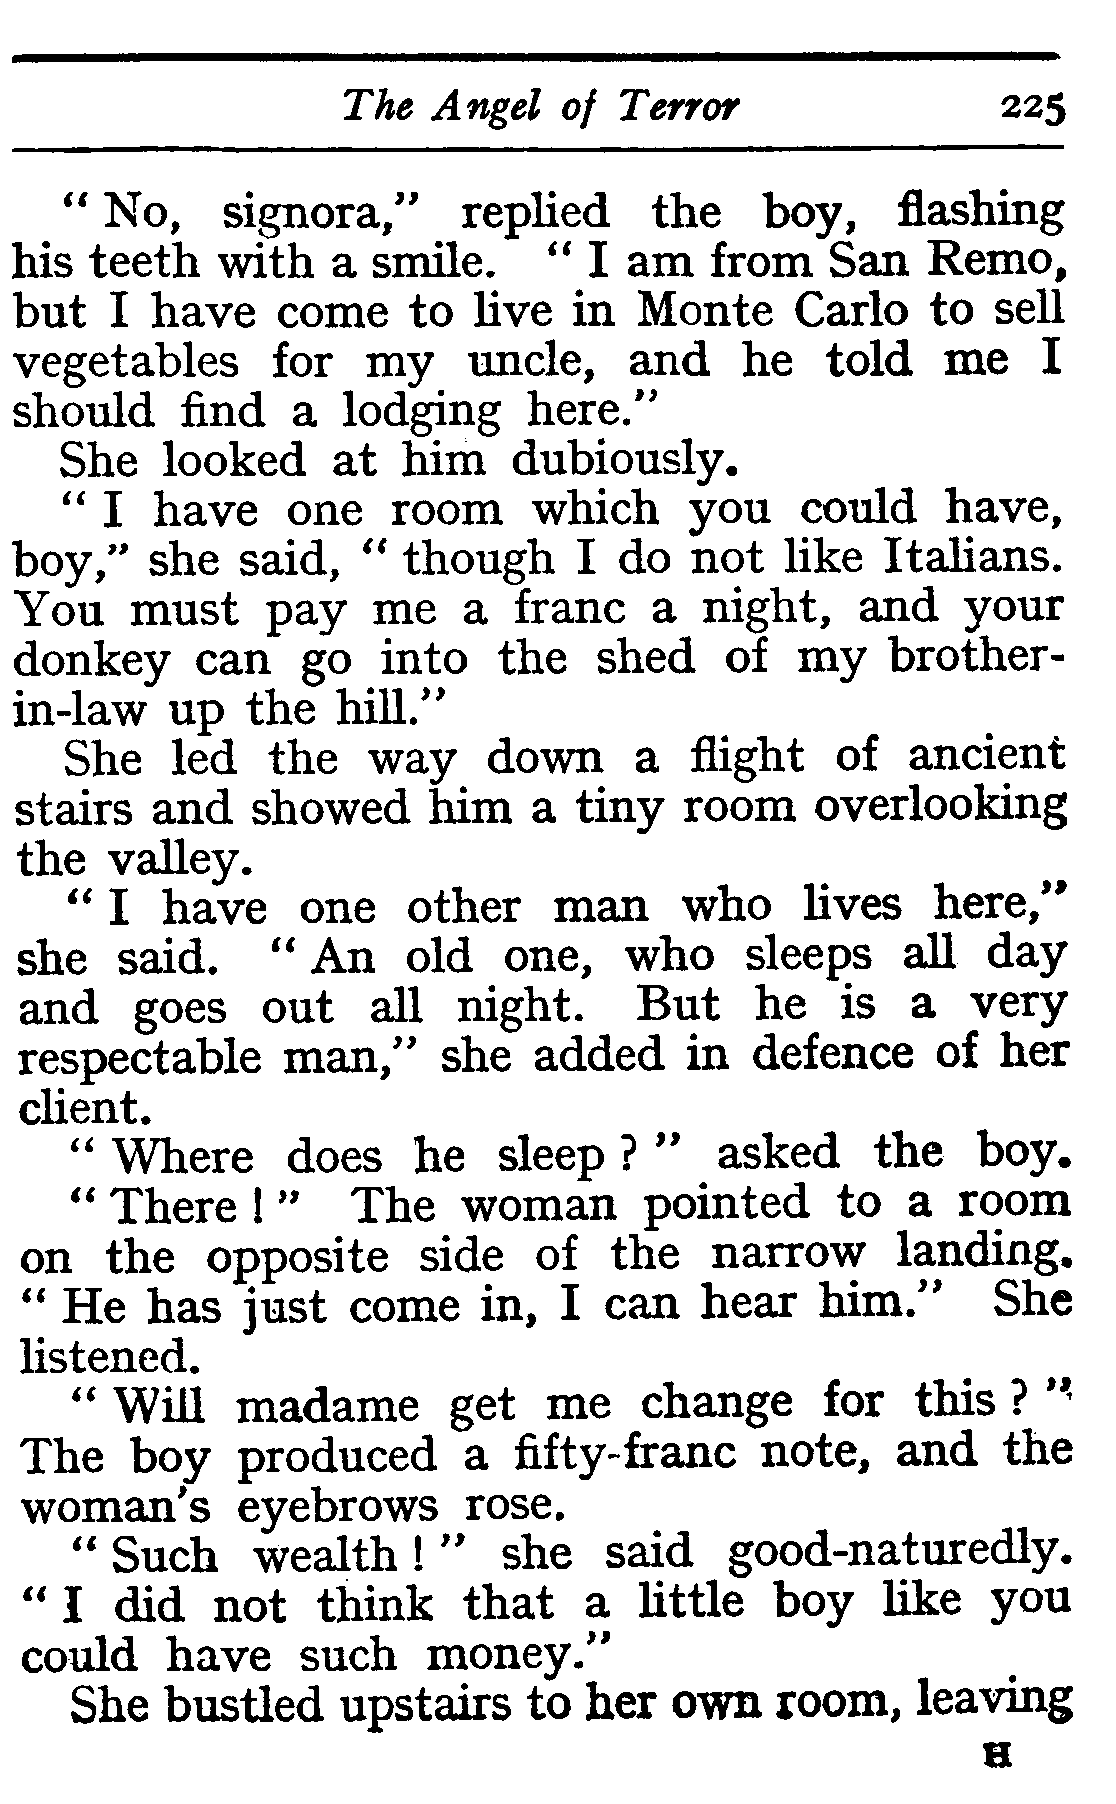 The Angel of Terror 225
“ No, signora,” replied the boy, flashing
his teeth with a smile. “ I am from San Remo,
but I have come to live in Monte Carlo to sell
vegetables for my uncle, and he told me I
should find a lodging here.”
She looked at him dubiously.
“ I have one room which you could have,
boy,” she said, “ though I do not like Italians.
You must pay me a franc a night, and your
donkey can go into the shed of my brother-
in-law up the hill.”
She led the way down a flight of ancient
stairs and showed him a tiny room overlooking
the valley.
“ I have one other man who lives here,”
she said. “ An old one, who sleeps all day
and goes out all night. But he is a very
respectable man,” she added in defence of her
client.
“ Where does he sleep ? ” asked the boy.
“ There ! ” The woman pointed to a room
on the opposite side of the narrow landing.
“ He has just come in, I can hear him.” She
listened.
“ Will madame get me change for this ? ”
The boy produced a fifty-franc note, and the
woman's eyebrows rose.
“ Such wealth ! ” she said good-naturedly.
“ I did not think that a little boy like you
could have such money.”
She bustled upstairs to her own room, leaving
H